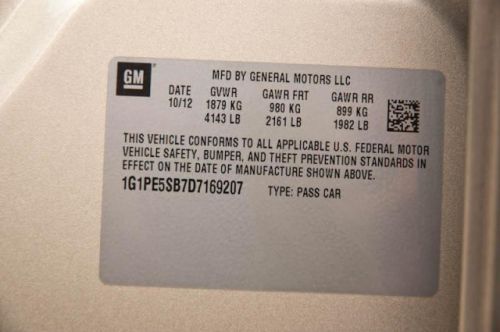 GM MFD BY GENERAL MOTORS LLC
DATE GVWR GAWR FRT GAWR RR
10/12 1879 KG 980 KG 899 KG
4143 LB 2161 LB 1982 LB
THIS VEHICLE CONFORMS TO ALL APPLICABLE U.S. FEDERAL MOTOR
VEHICLE SAFETY, BUMPER, AND THEFT PREVENTION STANDARDS IN
EFFECT ON THE DATE OF MANUFACTURE SHOWN ABOVE.
1G1PE5SB7D7169207 TYPE: PASS CAR